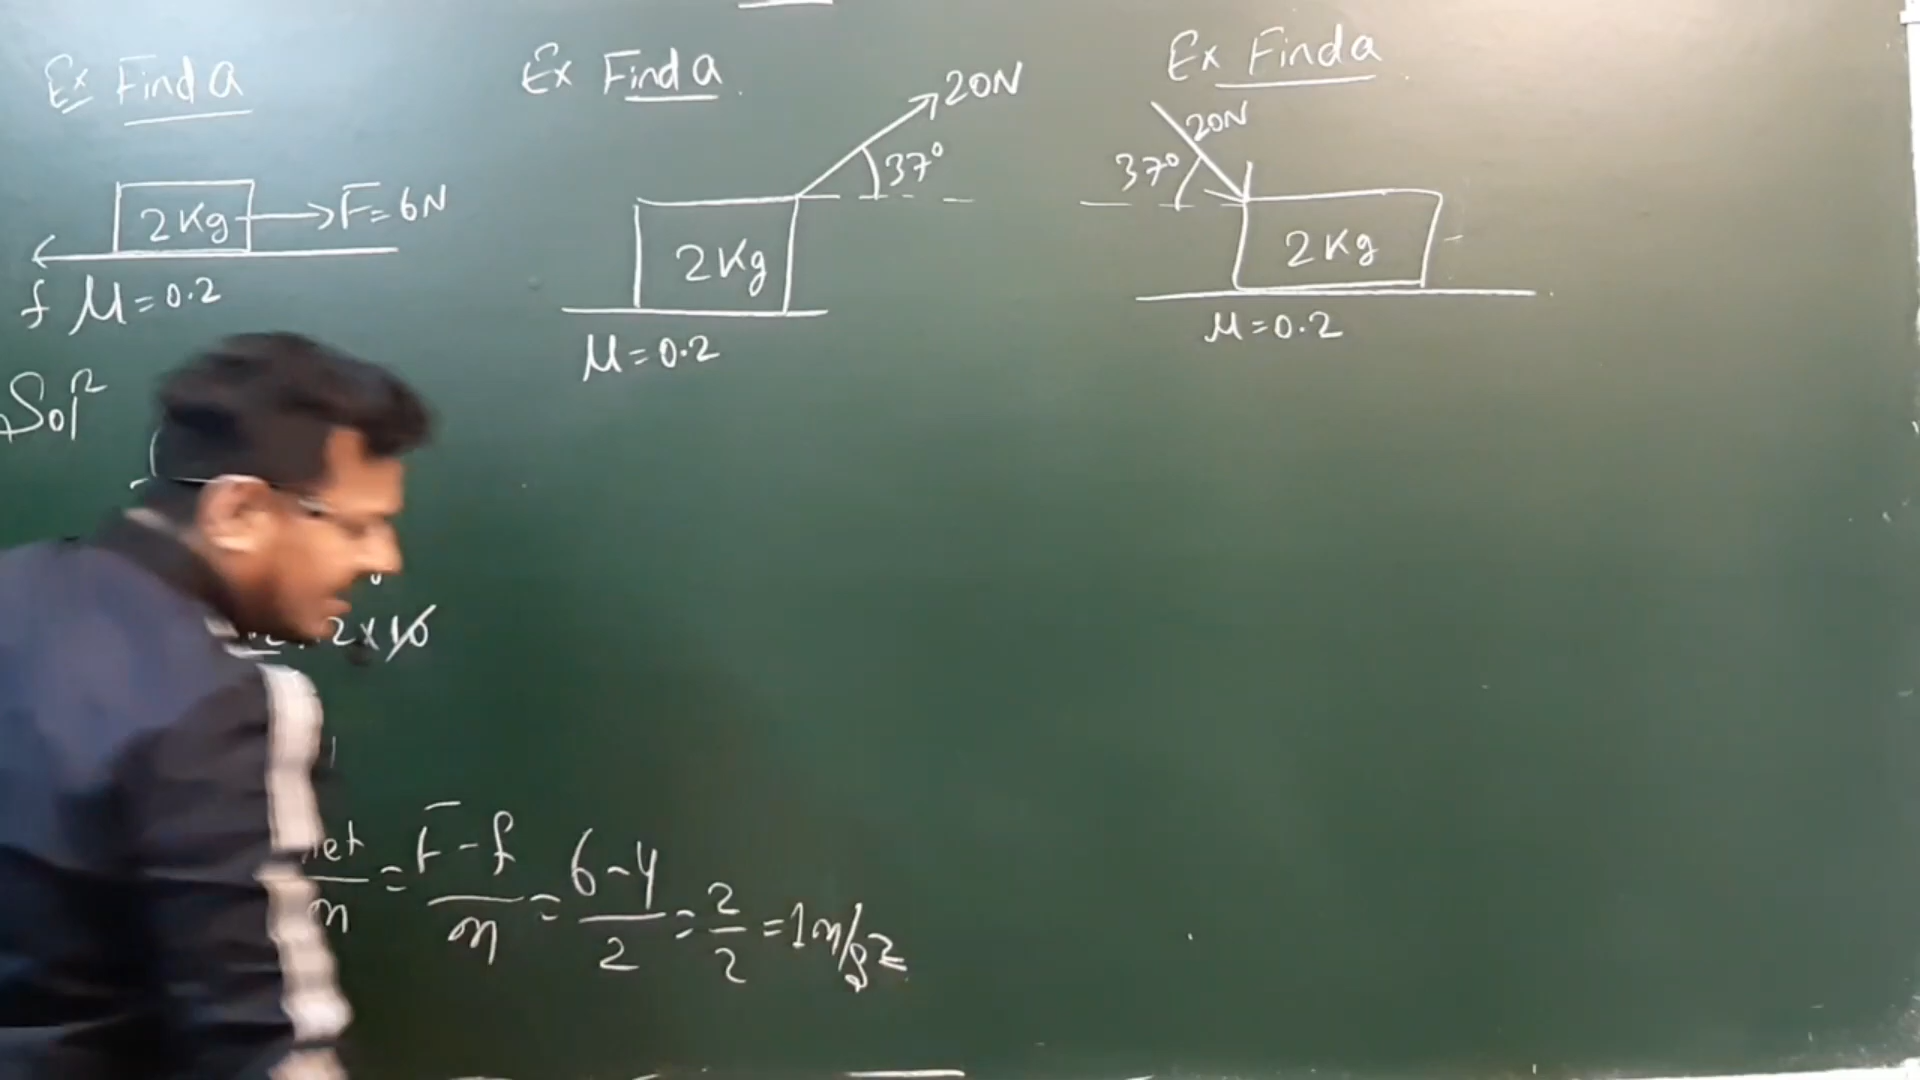 Ex Find a
2Kg
F=6N
f μ=0.2
Sol
2×10
F-f
m
=
6-4
2
=
2
2
=1m/s2
Ex Find a
20N
37°
2Kg
μ=0.2
Ex Find a
20N
37°
2Kg
μ=0.2